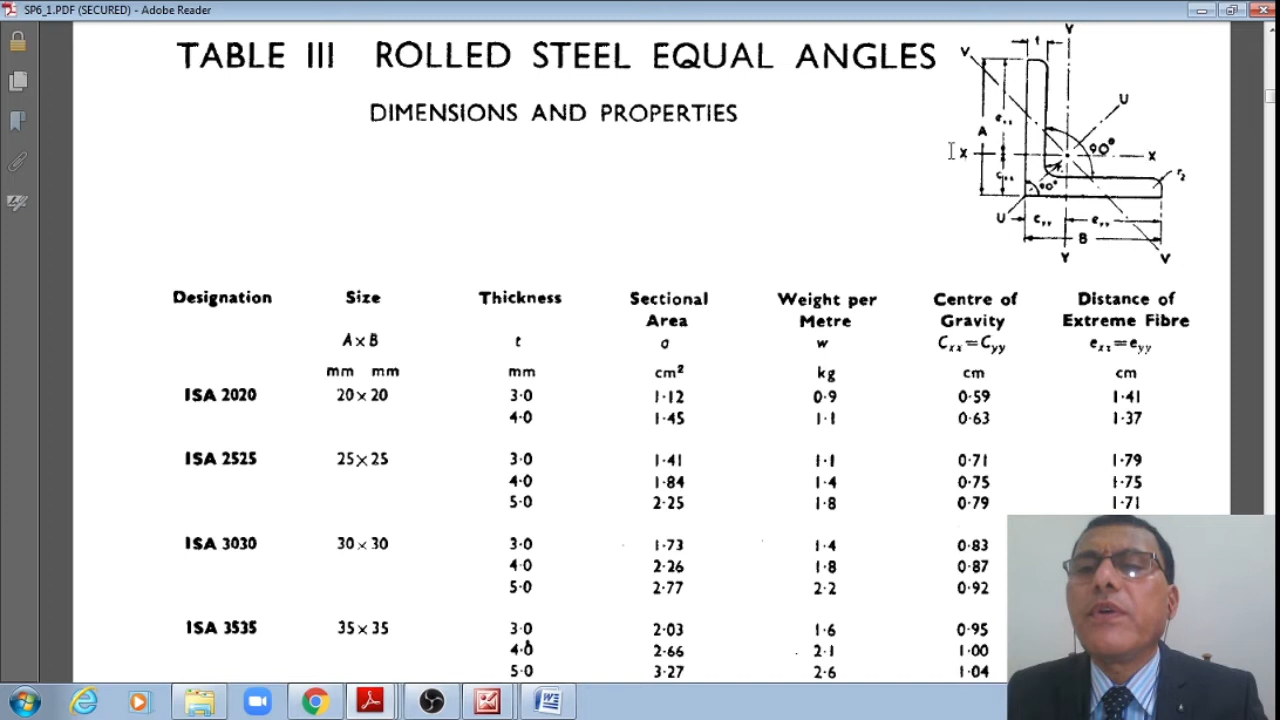 SP6_1.PDF (SECURED) - Adobe Reader
TABLE III ROLLED STEEL EQUAL ANGLES
DIMENSIONS AND PROPERTIES
Y
t
V
U
A
90°
X X
90°
r₂
U
B
Y V
Designation Size Thickness Sectional Area Weight per Metre Centre of Gravity Distance of Extreme Fibre
A × B t a w Cxx = Cyy exx = eyy
mm mm mm cm² kg cm cm
ISA 2020 20 × 20 3·0 1·12 0·9 0·59 1·41
4·0 1·45 1·1 0·63 1·37
ISA 2525 25 × 25 3·0 1·41 1·1 0·71 1·79
4·0 1·84 1·4 0·75 1·75
5·0 2·25 1·8 0·79 1·71
ISA 3030 30 × 30 3·0 1·73 1·4 0·83
4·0 2·26 1·8 0·87
5·0 2·77 2·2 0·92
ISA 3535 35 × 35 3·0 2·03 1·6 0·95
4·0 2·66 2·1 1·00
5·0 3·27 2·6 1·04